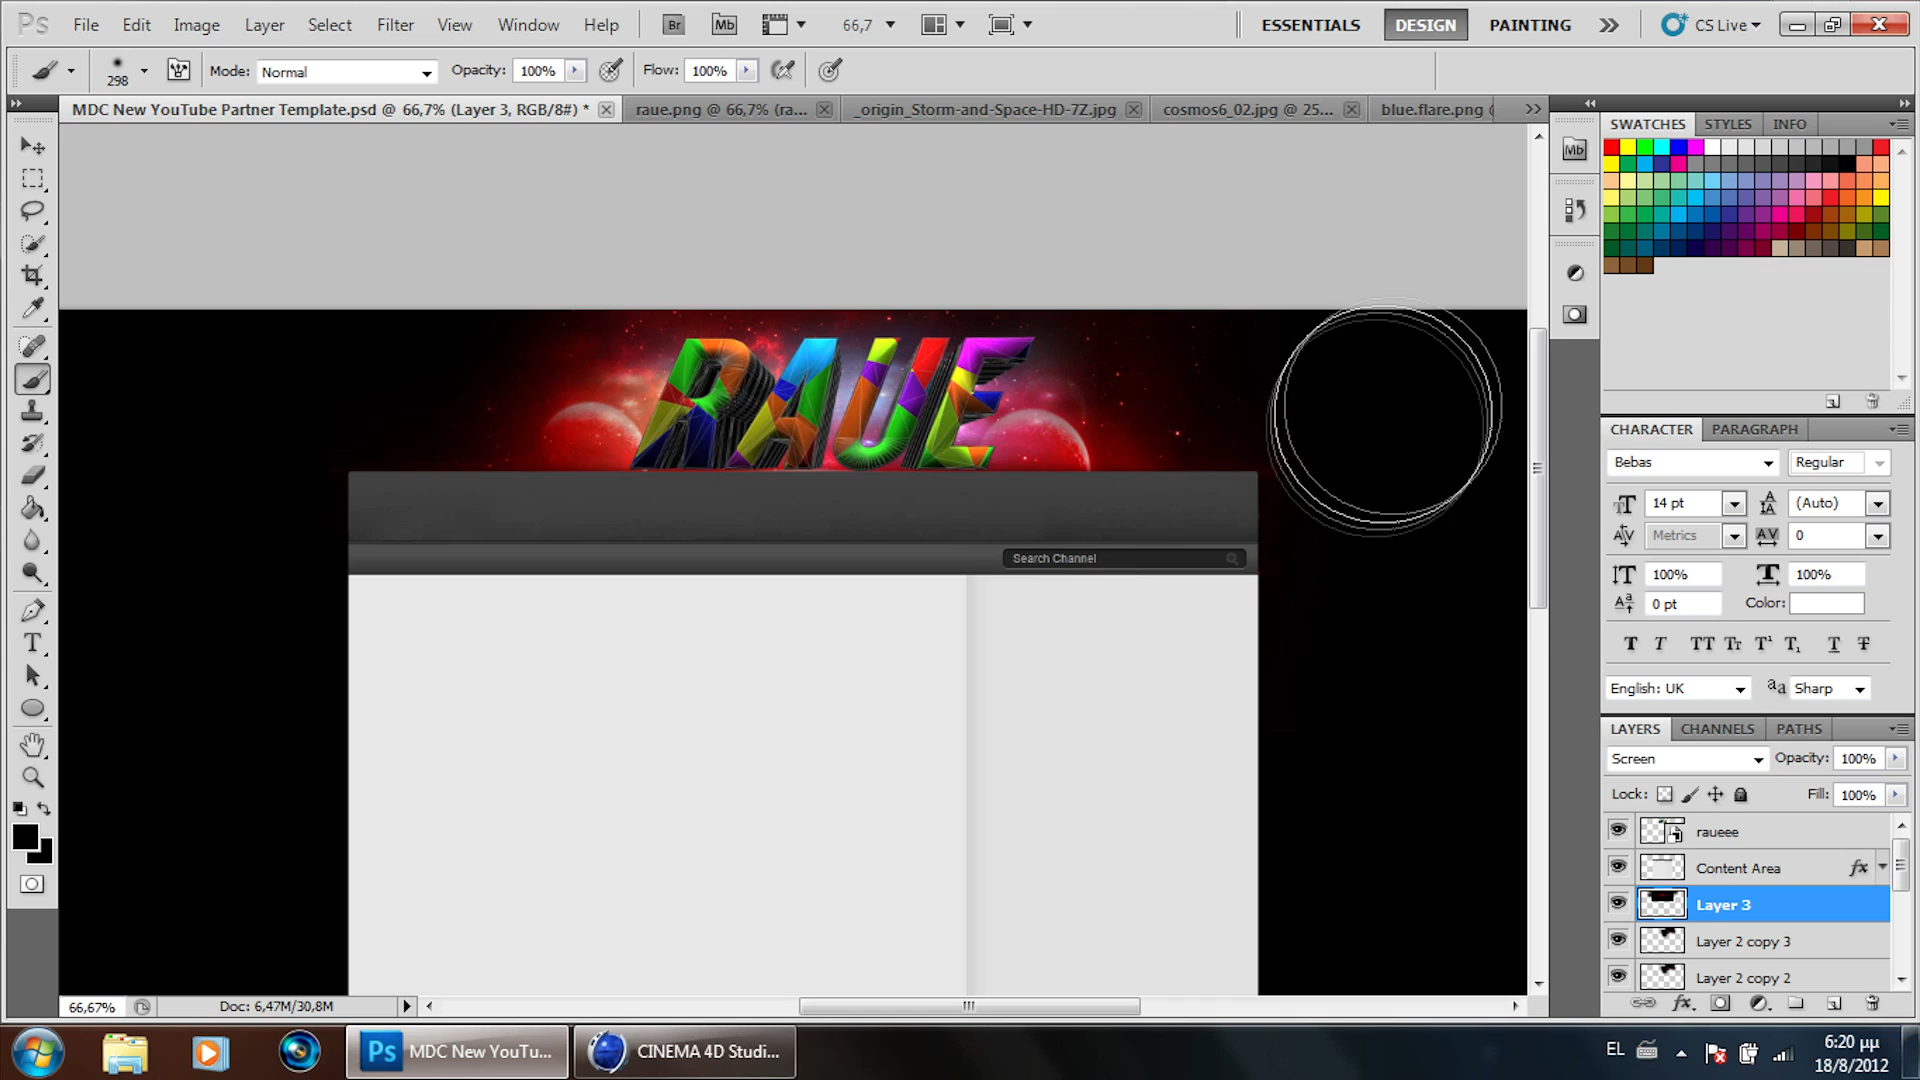 Ps File Edit Image Layer Select Filter View Window Help Br Mb 66,7 ESSENTIALS DESIGN PAINTING CS Live
298 Mode: Normal Opacity: 100% Flow: 100%
MDC New YouTube Partner Template.psd @ 66,7% (Layer 3, RGB/8#) * raue.png @ 66,7% (ra... _origin_Storm-and-Space-HD-7Z.jpg cosmos6_02.jpg @ 25... blue.flare.png @
SWATCHES STYLES INFO
Mb
RAUE
Search Channel
CHARACTER PARAGRAPH
Bebas Regular
14 pt (Auto)
Metrics 0
100% 100%
0 pt Color:
English: UK aa Sharp
LAYERS CHANNELS PATHS
Screen Opacity: 100%
Lock: Fill: 100%
raueee
Content Area fx
Layer 3
Layer 2 copy 3
Layer 2 copy 2
66,67% Doc: 6,47M/30,8M
Ps MDC New YouTu... CINEMA 4D Studi... EL 6:20 μμ
18/8/2012